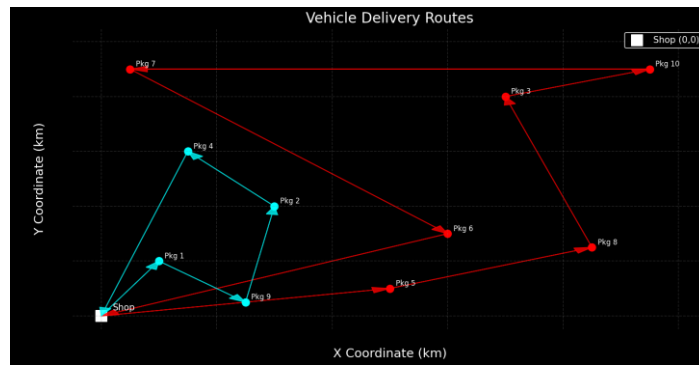 Vehicle Delivery Routes
Shop (0,0)
Pkg 7
Pkg 10
Pkg 3
Pkg 4
Pkg 2
Pkg 6
Pkg 8
Pkg 1
Pkg 5
Pkg 9
Shop
Y Coordinate (km)
X Coordinate (km)